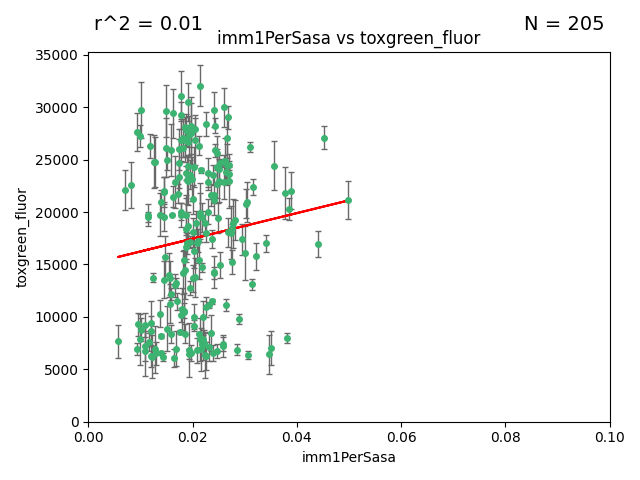 r^2 = 0.01
N = 205
imm1PerSasa vs toxgreen_fluor
35000
30000
25000
20000
15000
10000
5000
0
toxgreen_fluor
0.00
0.02
0.04
0.06
0.08
0.10
imm1PerSasa